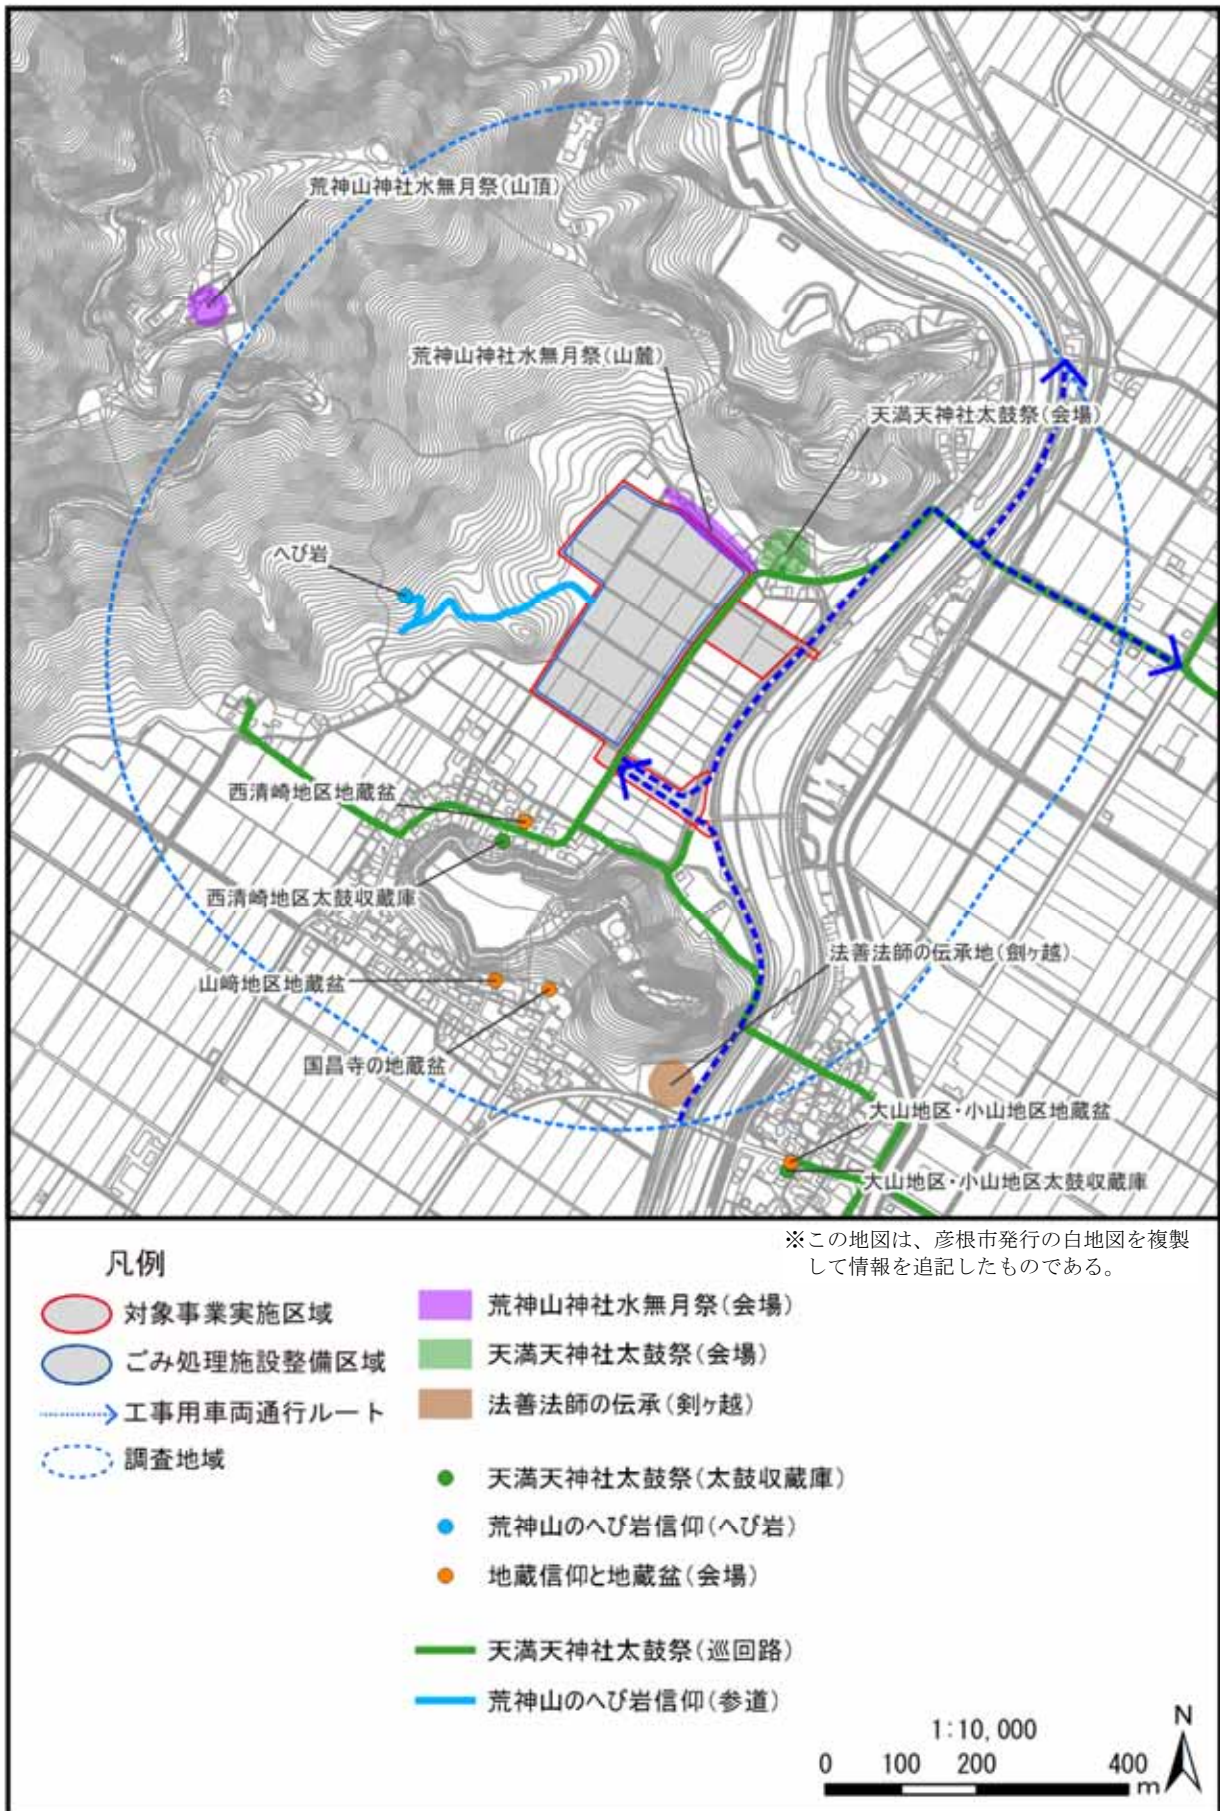 荒神山神社水無月祭(山頂)
荒神山神社水無月祭(山麓)
天満天神社太鼓祭(会場)
へび岩
西清崎地区地蔵盆
西清崎地区太鼓収蔵庫
法善法師の伝承地(劍ヶ越)
山﨑地区地蔵盆
国昌寺の地蔵盆
大山地区・小山地区地蔵盆
大山地区・小山地区太鼓収蔵庫
※この地図は、彦根市発行の白地図を複製
して情報を追記したものである。
凡例
対象事業実施区域
ごみ処理施設整備区域
工事用車両通行ルート
調査地域
荒神山神社水無月祭(会場)
天満天神社太鼓祭(会場)
法善法師の伝承(剣ヶ越)
天満天神社太鼓祭(太鼓収蔵庫)
荒神山のへび岩信仰(へび岩)
地蔵信仰と地蔵盆(会場)
天満天神社太鼓祭(巡回路)
荒神山のへび岩信仰(参道)
1:10,000
0 100 200 400
m
N